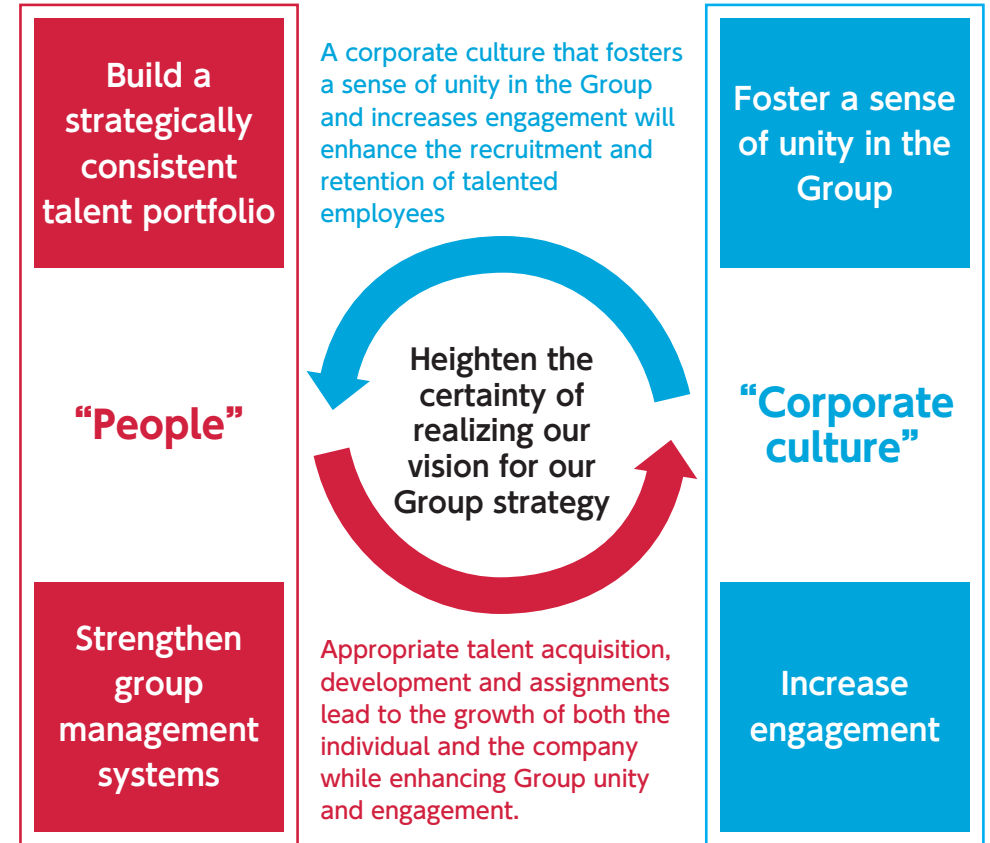 Build a
strategically
consistent
talent portfolio
“People”
Strengthen
group
management
systems
A corporate culture that fosters
a sense of unity in the Group
and increases engagement will
enhance the recruitment and
retention of talented
employees
Heighten the
certainty of
realizing our
vision for our
Group strategy
Appropriate talent acquisition,
development and assignments
lead to the growth of both the
individual and the company
while enhancing Group unity
and engagement.
Foster a sense
of unity in the
Group
“Corporate
culture”
Increase
engagement